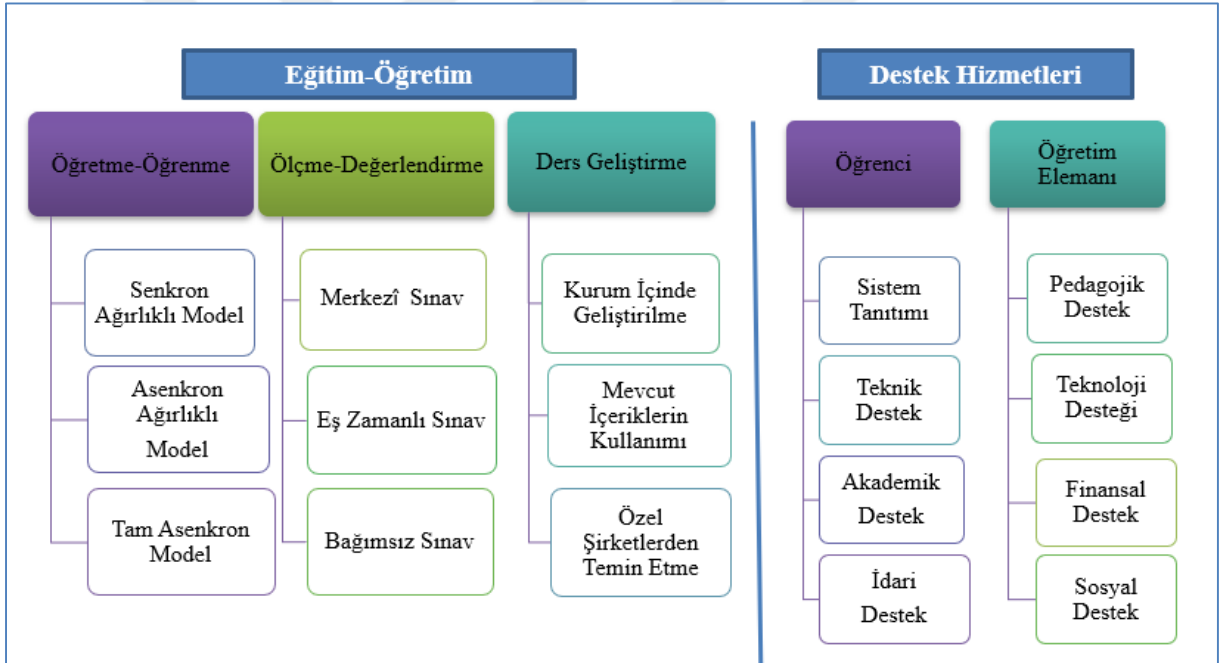 Eğitim-Öğretim
Destek Hizmetleri
Öğretme-Öğrenme
Senkron
Ağırlıklı Model
Asenkron
Ağırlıklı
Model
Tam Asenkron
Model
Ölçme-Değerlendirme
Merkezî Sınav
Eş Zamanlı Sınav
Bağımsız Sınav
Ders Geliştirme
Kurum İçinde
Geliştirilme
Mevcut
İçeriklerin
Kullanımı
Özel
Şirketlerden
Temin Etme
Öğrenci
Sistem
Tanıtımı
Teknik
Destek
Akademik
Destek
İdari
Destek
Öğretim
Elemanı
Pedagojik
Destek
Teknoloji
Desteği
Finansal
Destek
Sosyal
Destek